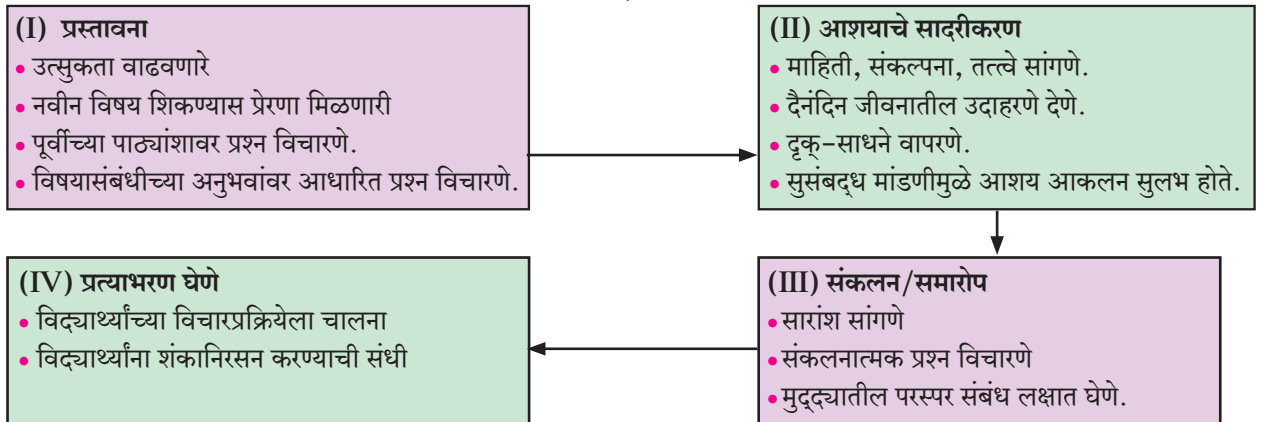 (I) प्रस्तावना
• उत्सुकता वाढवणारे
• नवीन विषय शिकण्यास प्रेरणा मिळणारी
• पूर्वीच्या पाठ्यांशावर प्रश्न विचारणे.
• विषयासंबंधीच्या अनुभवांवर आधारित प्रश्न विचारणे.
(II) आशयाचे सादरीकरण
• माहिती, संकल्पना, तत्त्वे सांगणे.
• दैनंदिन जीवनातील उदाहरणे देणे.
• दृक्-साधने वापरणे.
• सुसंबद्ध मांडणीमुळे आशय आकलन सुलभ होते.
(III) संकलन/समारोप
• सारांश सांगणे
• संकलनात्मक प्रश्न विचारणे
• मुद्द्यातील परस्पर संबंध लक्षात घेणे.
(IV) प्रत्याभरण घेणे
• विद्यार्थ्यांच्या विचारप्रक्रियेला चालना
• विद्यार्थ्यांना शंकानिरसन करण्याची संधी